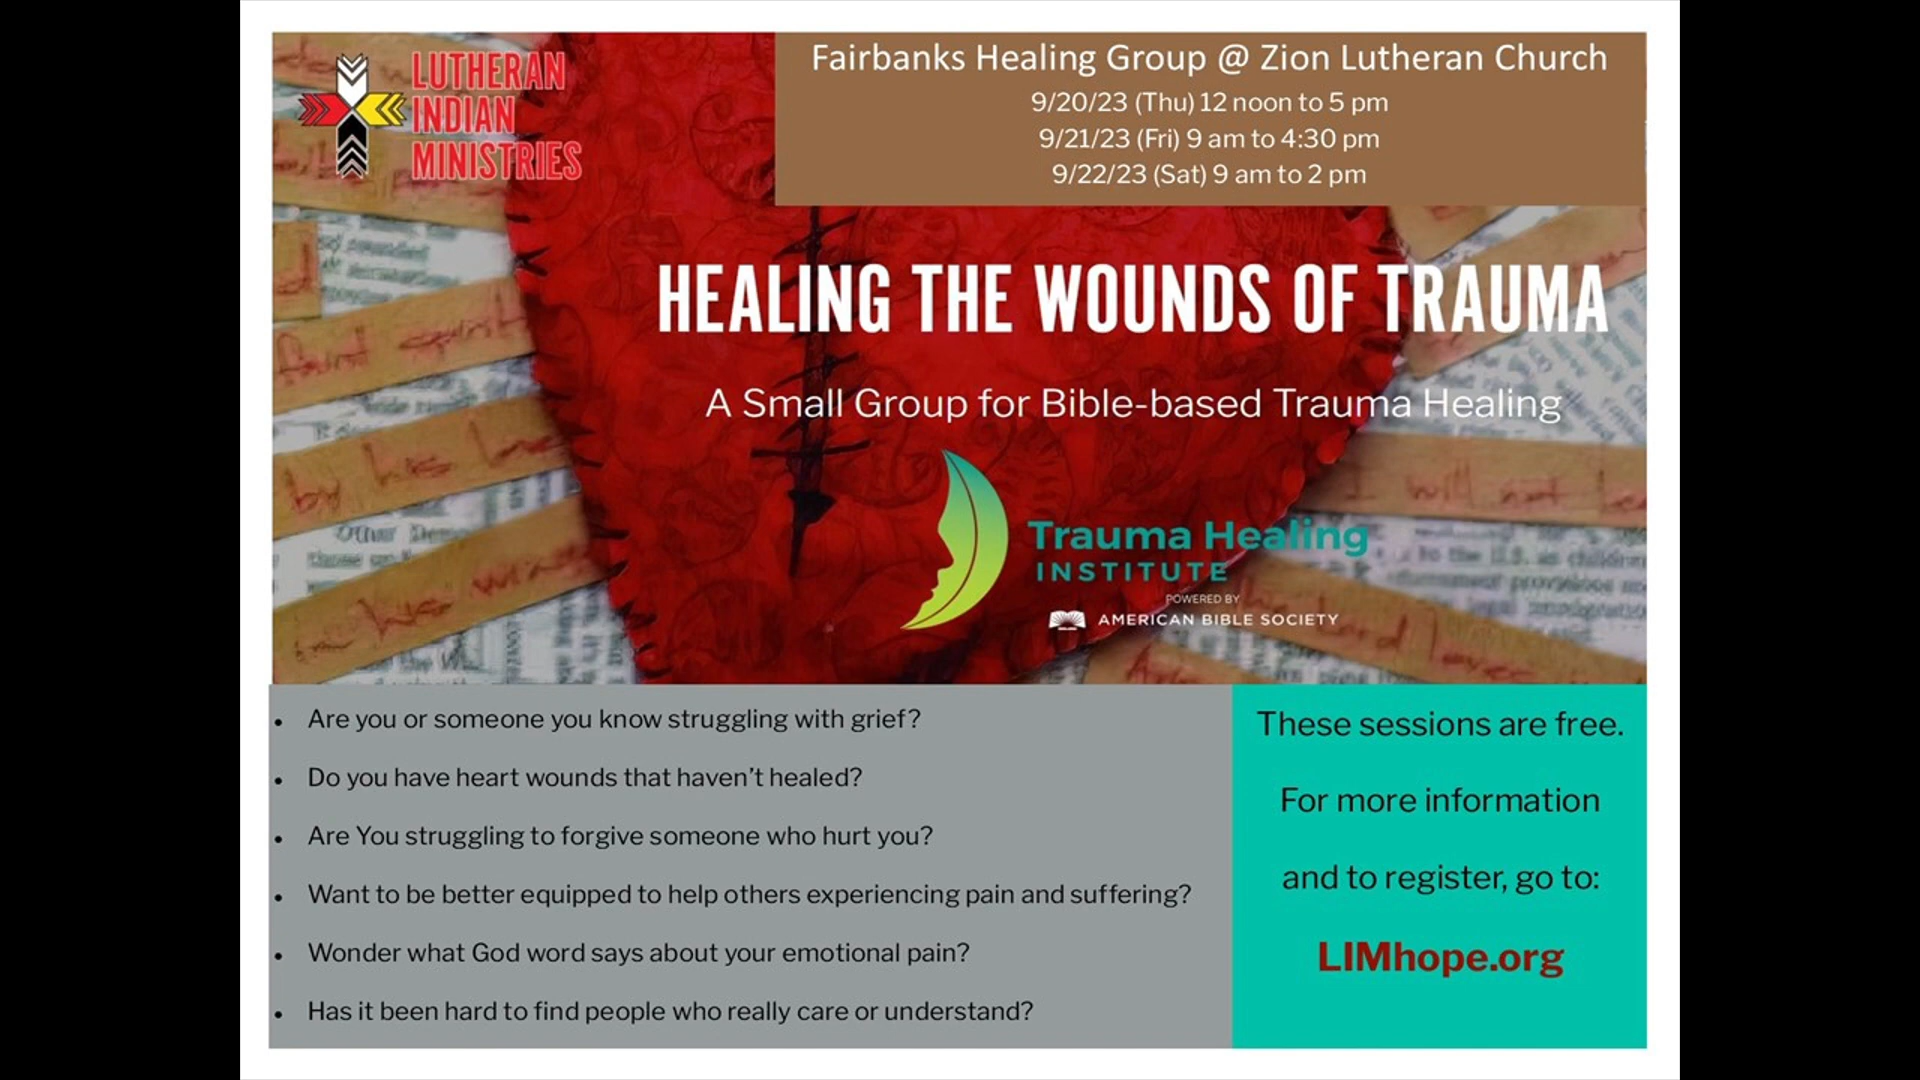 LUTHERAN
INDIAN
MINISTRIES
Fairbanks Healing Group @ Zion Lutheran Church
9/20/23 (Thu) 12 noon to 5 pm
9/21/23 (Fri) 9 am to 4:30 pm
9/22/23 (Sat) 9 am to 2 pm
HEALING THE WOUNDS OF TRAUMA
A Small Group for Bible-based Trauma Healing
by his
I will not
Trauma Healing
INSTITUTE
POWERED BY
AMERICAN BIBLE SOCIETY
• Are you or someone you know struggling with grief?
• Do you have heart wounds that haven't healed?
• Are You struggling to forgive someone who hurt you?
• Want to be better equipped to help others experiencing pain and suffering?
• Wonder what God word says about your emotional pain?
• Has it been hard to find people who really care or understand?
These sessions are free.
For more information
and to register, go to:
LIMhope.org